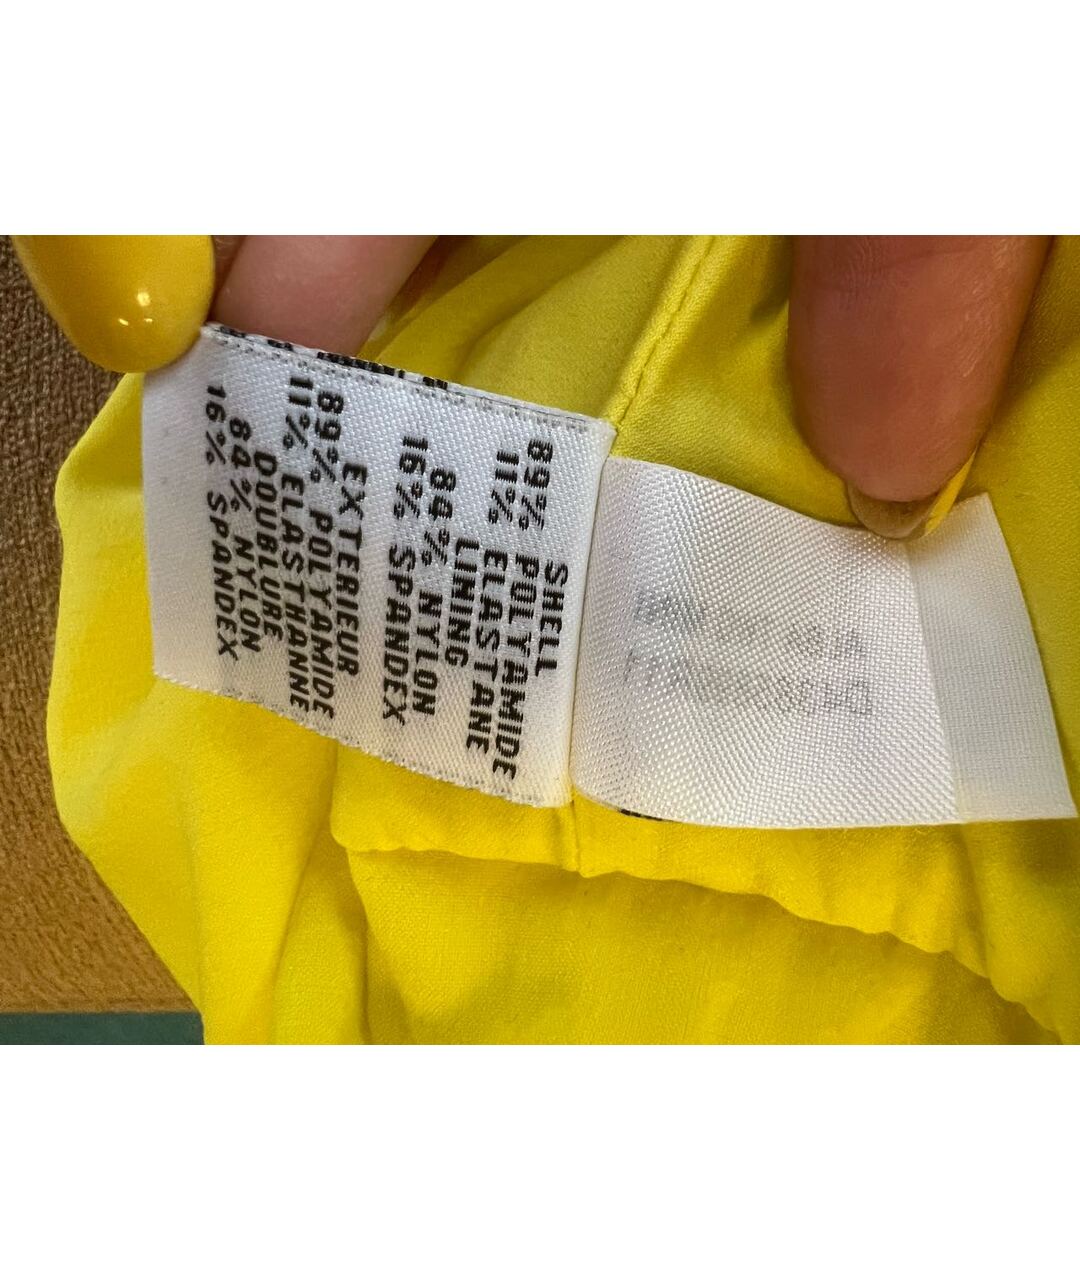 SHELL
89% POLYAMIDE
11% ELASTANE
LINING
84% NYLON
16% SPANDEX
EXTERIEUR
89% POLYAMIDE
11% ELASTHANNE
DOUBLURE
84% NYLON
16% SPANDEX